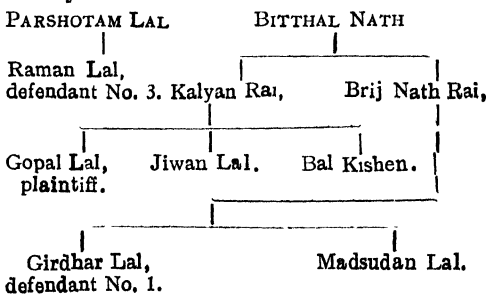 PARSHOTAM LAL BITTHAL NATH
Raman Lal,
defendant No. 3. Kalyan Rai, Brij Nath Rai,
Gopal Lal, Jiwan Lal. Bal Kishen.
plaintiff.
Girdhar Lal, Madsudan Lal.
defendant No. 1.